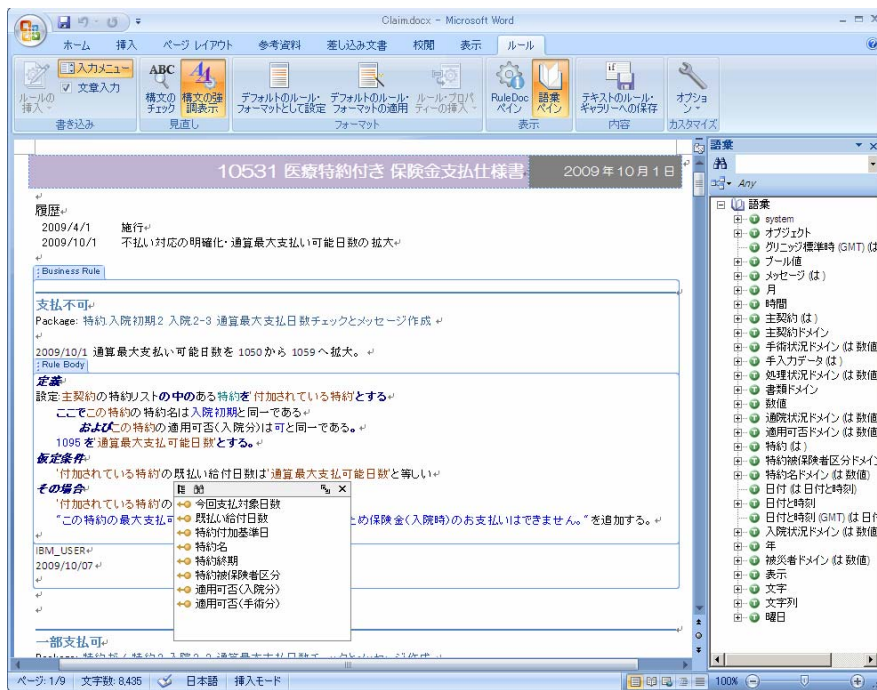 Claim.docx - Microsoft Word
ホーム 挿入 ページ レイアウト 参考資料 差し込み文書 校閲 表示 ルール
ルールの挿入
入力メニュー
文章入力
ABC
構文のチェック
構文の強調表示
デフォルトのルール・フォーマットとして設定
デフォルトのルール・フォーマットの適用
ルール・プロパティーの挿入
RuleDoc ペイン
語彙ペイン
if
テキストのルール・ギャラリーへの保存
オプション
書き込み 見直し フォーマット 表示 内容 カスタマイズ
10531 医療特約付き 保険金支払仕様書 2009年10月1日
履歴
2009/4/1 施行
2009/10/1 不払い対応の明確化・通算最大支払い可能日数の拡大
Business Rule
支払不可
Package: 特約.入院初期2 入院2-3 通算最大支払日数チェックとメッセージ作成
2009/10/1 通算最大支払い可能日数を 1050から 1059へ拡大。
Rule Body
定義
設定:主契約の特約リストの中のある特約を'付加されている特約'とする
ここでこの特約の特約名は入院初期と同一である
およびこの特約の適用可否(入院分)は可と同一である。
1095 を'通算最大支払可能日数'とする。
仮定条件
'付加されている特約'の既払い給付日数は'通算最大支払可能日数'と等しい
その場合
'付加されている特約'の
"この特約の最大支払可
ため保険金(入院時)のお支払いはできません。"を追加する。
今回支払対象日数
既払い給付日数
特約付加基準日
特約名
特約終期
特約被保険者区分
適用可否(入院分)
適用可否(手術分)
IBM_USER
2009/10/07
一部支払可
語彙
Any
語彙
system
オブジェクト
グリニッジ標準時 (GMT) (は
ブール値
メッセージ (は)
月
時間
主契約 (は)
主契約ドメイン
手術状況ドメイン (は 数値
手入力データ (は)
処理状況ドメイン (は 数値
書類ドメイン
数値
通院状況ドメイン (は 数値
適用可否ドメイン (は 数値
特約 (は)
特約被保険者区分ドメイン
特約名ドメイン (は 数値)
日付 (は 日付と時刻)
日付と時刻
日付と時刻 (GMT) (は 日付
入院状況ドメイン (は 数値
年
被災者ドメイン (は 数値)
表示
文字
文字列
曜日
ページ: 1/9 文字数: 8,435 日本語 挿入モード 100%